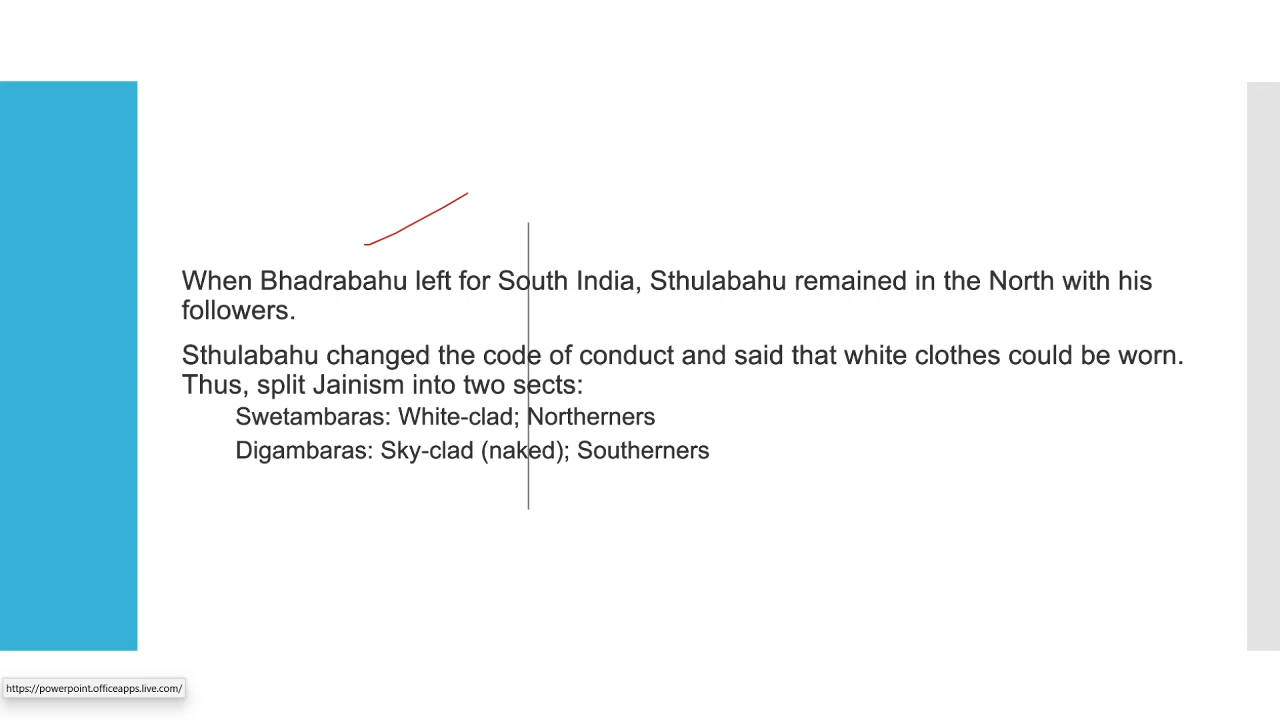 When Bhadrabahu left for South India, Sthulabahu remained in the North with his
followers.
Sthulabahu changed the code of conduct and said that white clothes could be worn.
Thus, split Jainism into two sects:
Swetambaras: White-clad; Northerners
Digambaras: Sky-clad (naked); Southerners
https://powerpoint.officeapps.live.com/